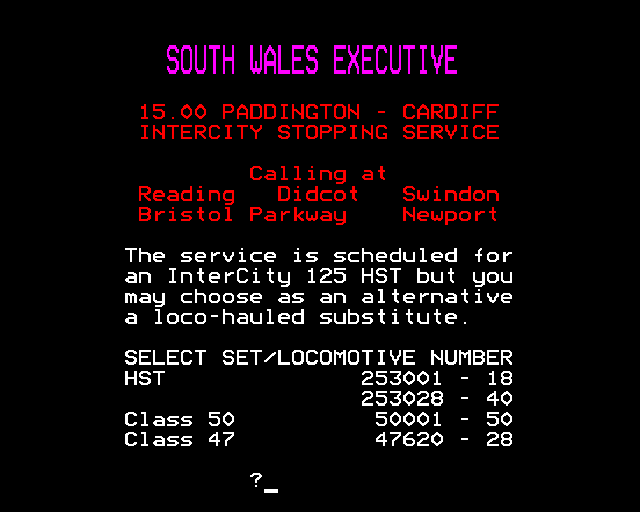 SOUTH WALES EXECUTIVE
15.00 PADDINGTON - CARDIFF
INTERCITY STOPPING SERVICE
Calling at
Reading Didcot Swindon
Bristol Parkway Newport
The service is scheduled for
an InterCity 125 HST but you
may choose as an alternative
a loco-hauled substitute.
SELECT SET/LOCOMOTIVE NUMBER
HST 253001 - 18
253028 - 40
Class 50 50001 - 50
Class 47 47620 - 28
?_